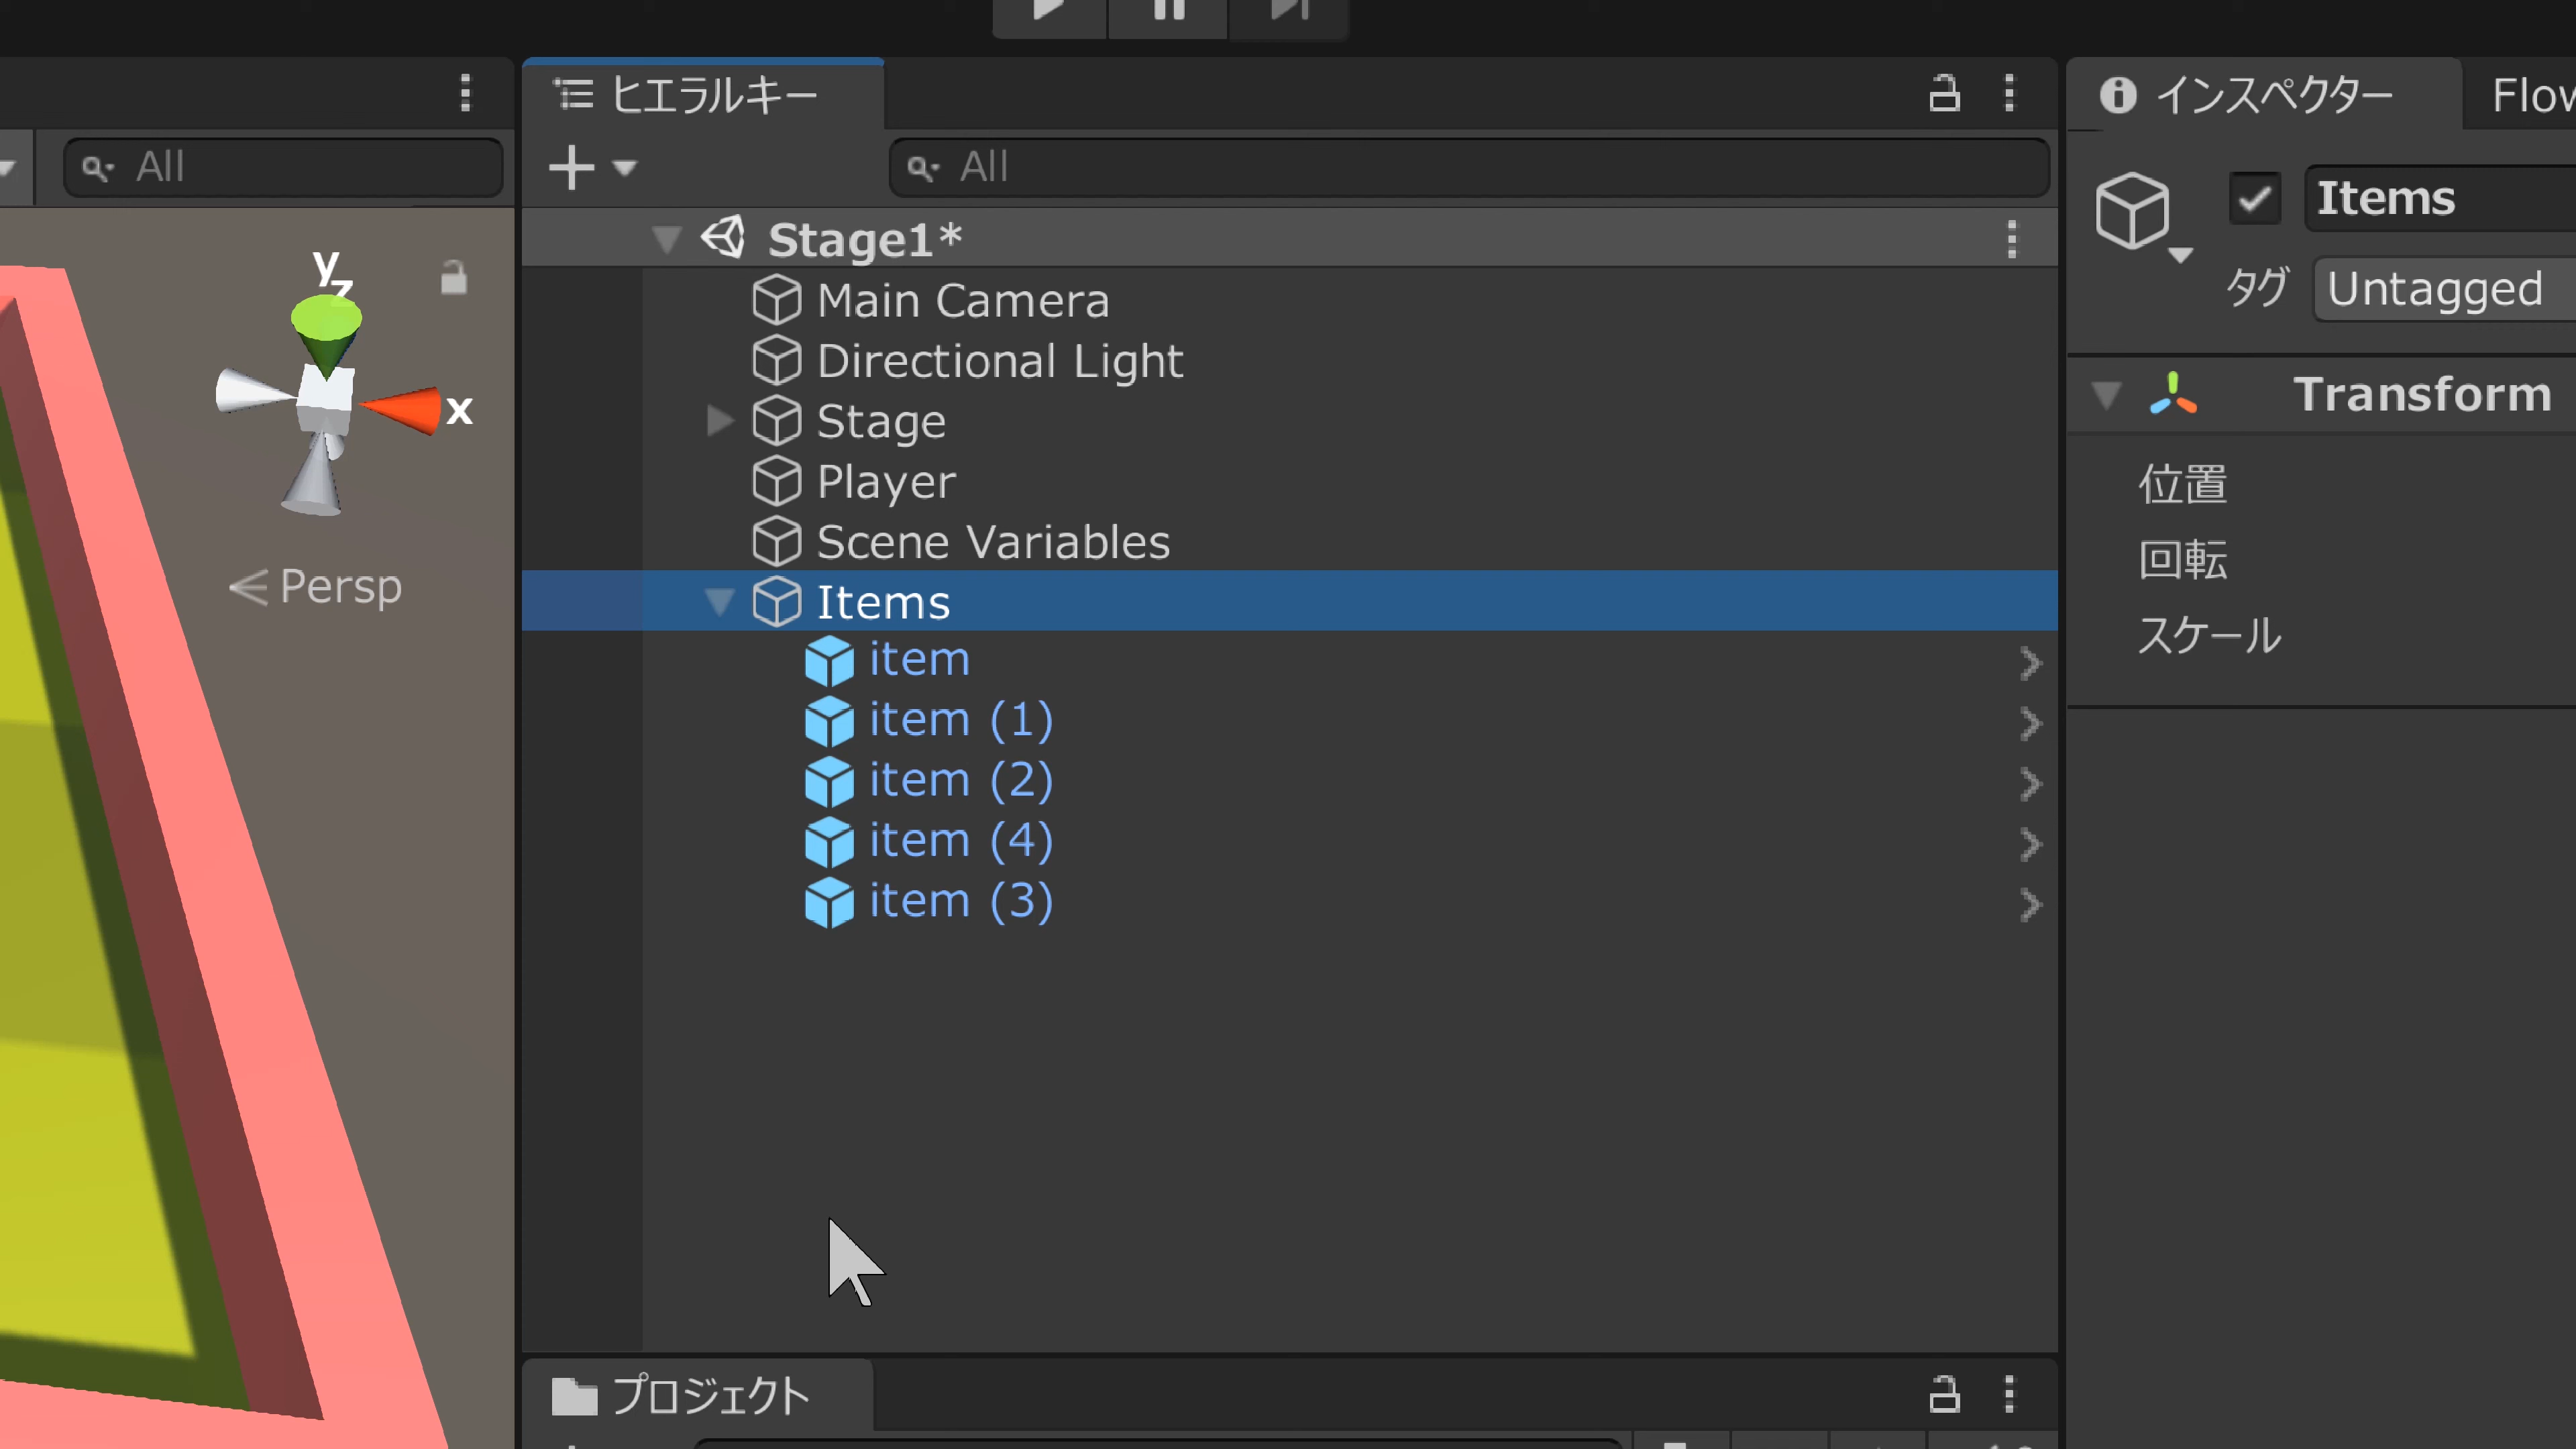 All
y
z
x
Persp
ヒエラルキー
All
Stage1*
Main Camera
Directional Light
Stage
Player
Scene Variables
Items
item
item (1)
item (2)
item (4)
item (3)
プロジェクト
インスペクター
Items
タグ Untagged
Transform
位置
回転
スケール